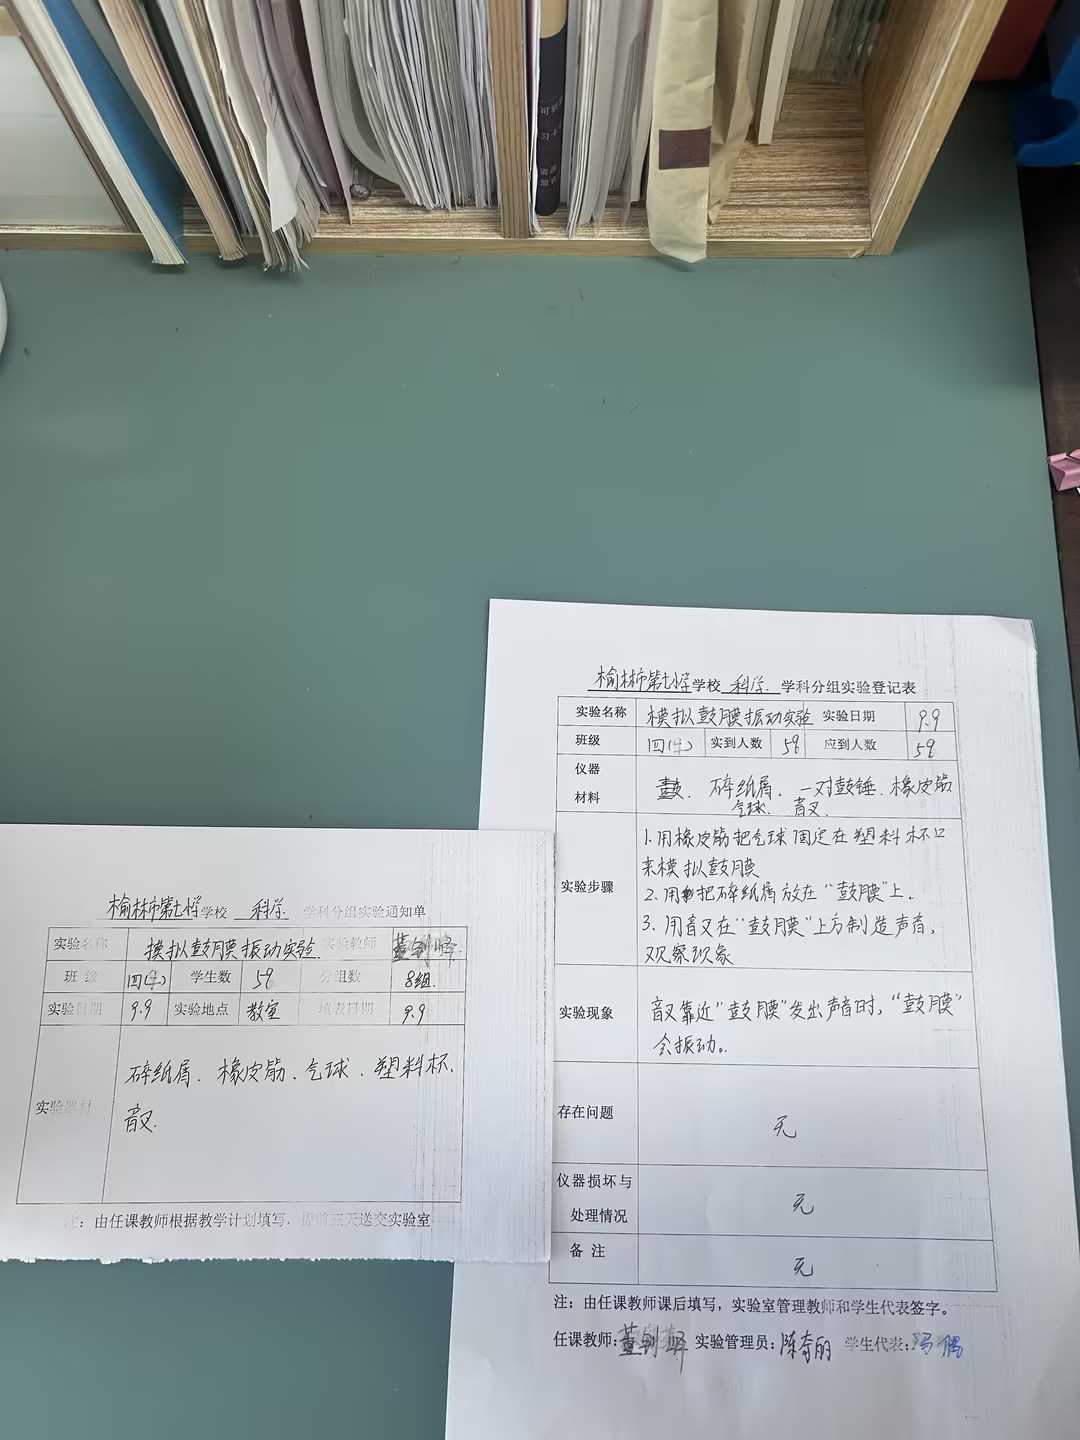 榆林市第七小学学校 科学 学科分组实验通知单
实验名称 模拟鼓膜振动实验 实验教师
班级 四(4) 学生数 59 分组数 8组
实验日期 9.9 实验地点 教室 填表日期 9.9
实验器材 碎纸屑、橡皮筋、气球、塑料杯、
音叉
注：由任课教师根据教学计划填写，提前三天送交实验室
榆林市第七小学学校 科学 学科分组实验登记表
实验名称 模拟鼓膜振动实验 实验日期 9.9
班级 实到人数 59 应到人数 59
仪器
材料 鼓、碎纸屑、一对鼓锤、橡皮筋
气球、音叉
实验步骤
1.用橡皮筋把气球固定在塑料杯口
来模拟鼓膜
2.用把碎纸屑放在“鼓膜”上。
3.用音叉在“鼓膜”上方制造声音，
观察现象
实验现象 音叉靠近“鼓膜”发出声音时，“鼓膜”
会振动。
存在问题 无
仪器损坏与
处理情况 无
备注 无
注：由任课教师课后填写，实验室管理教师和学生代表签字。
任课教师： 实验管理员：陈奋丽 学生代表：